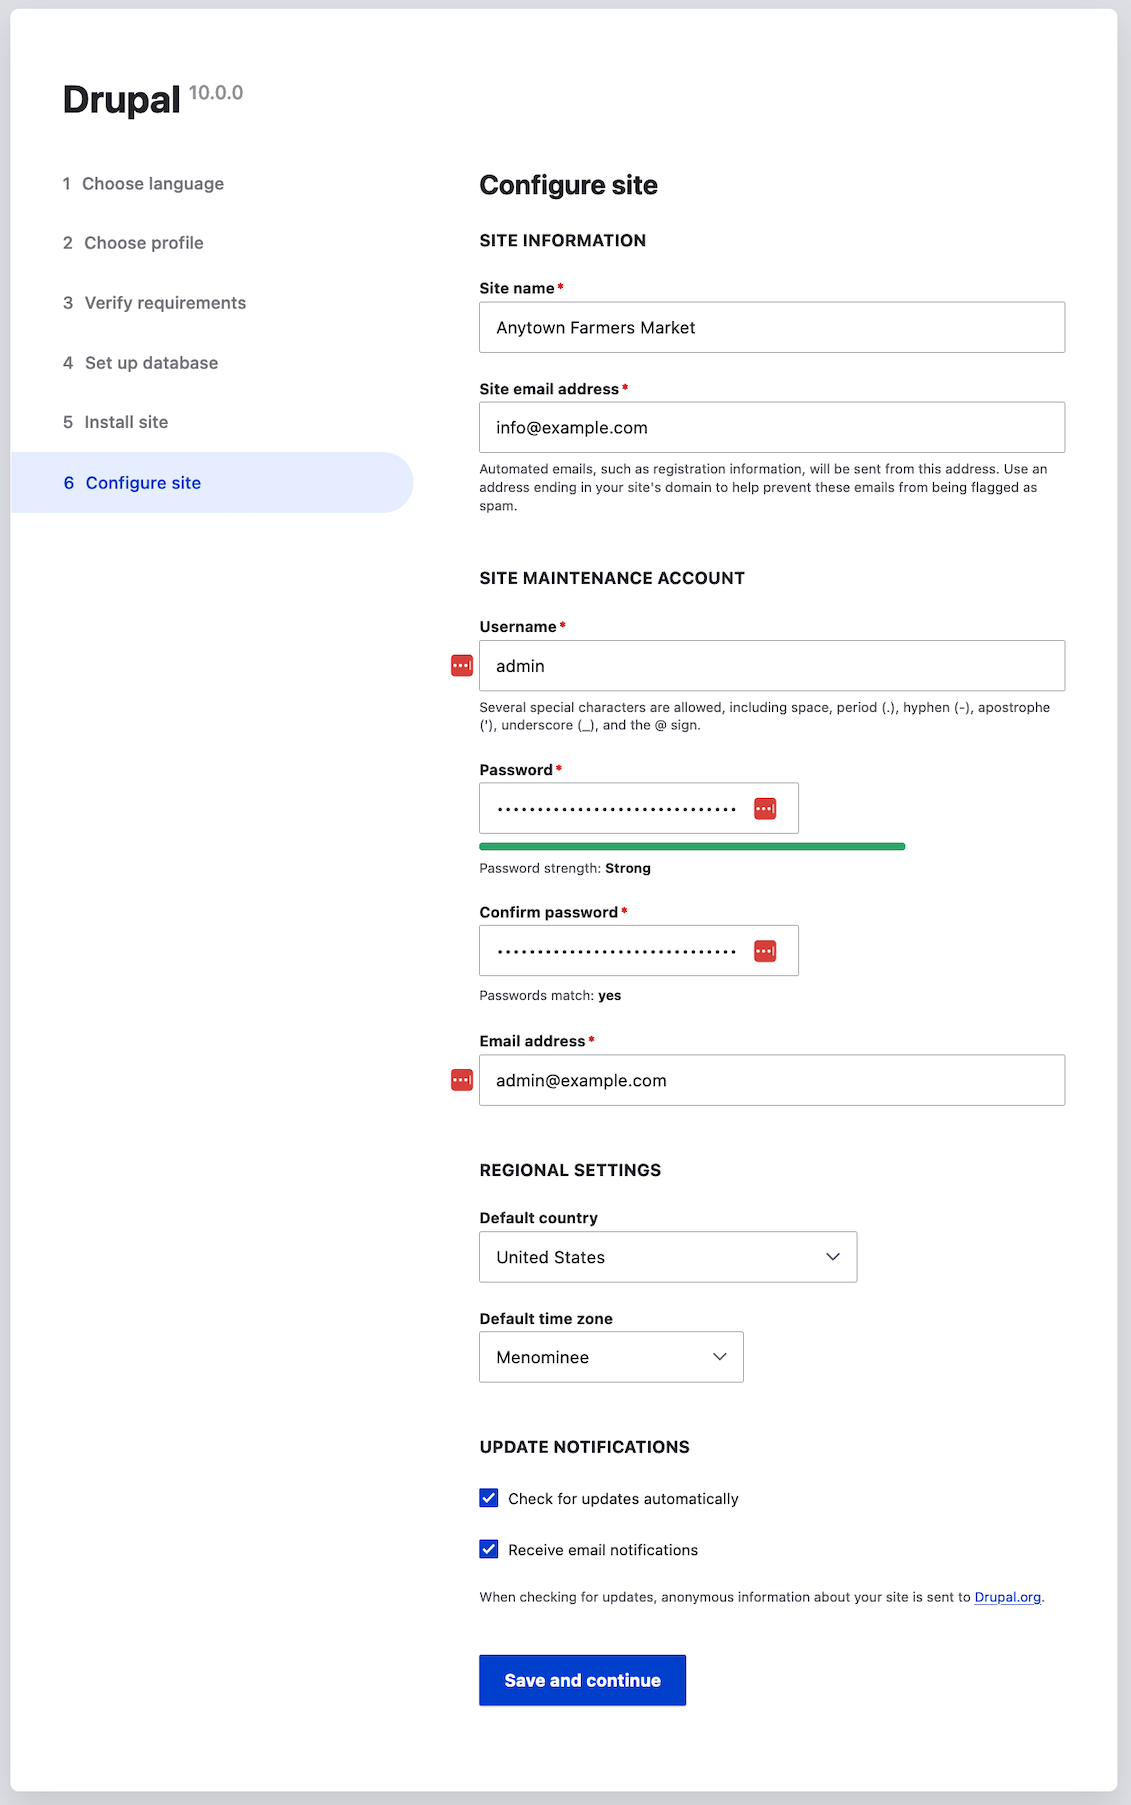 Drupal 10.0.0
1 Choose language
2 Choose profile
3 Verify requirements
4 Set up database
5 Install site
6 Configure site
Configure site
SITE INFORMATION
Site name*
Anytown Farmers Market
Site email address*
info@example.com
Automated emails, such as registration information, will be sent from this address. Use an
address ending in your site's domain to help prevent these emails from being flagged as
spam.
SITE MAINTENANCE ACCOUNT
Username*
admin
Several special characters are allowed, including space, period (.), hyphen (-), apostrophe
('), underscore (_), and the @ sign.
Password*
••••••••••••••••••••••••••••••
Password strength: Strong
Confirm password*
••••••••••••••••••••••••••••••
Passwords match: yes
Email address*
admin@example.com
REGIONAL SETTINGS
Default country
United States
Default time zone
Menominee
UPDATE NOTIFICATIONS
Check for updates automatically
Receive email notifications
When checking for updates, anonymous information about your site is sent to Drupal.org.
Save and continue